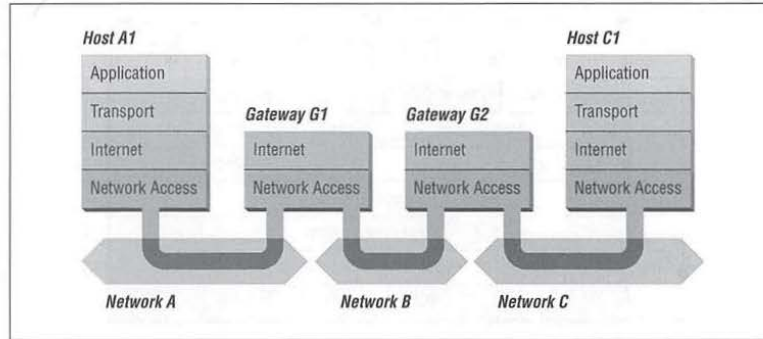 Host A1
Application
Transport
Internet
Network Access
Gateway G1
Internet
Network Access
Gateway G2
Internet
Network Access
Host C1
Application
Transport
Internet
Network Access
Network A
Network B
Network C